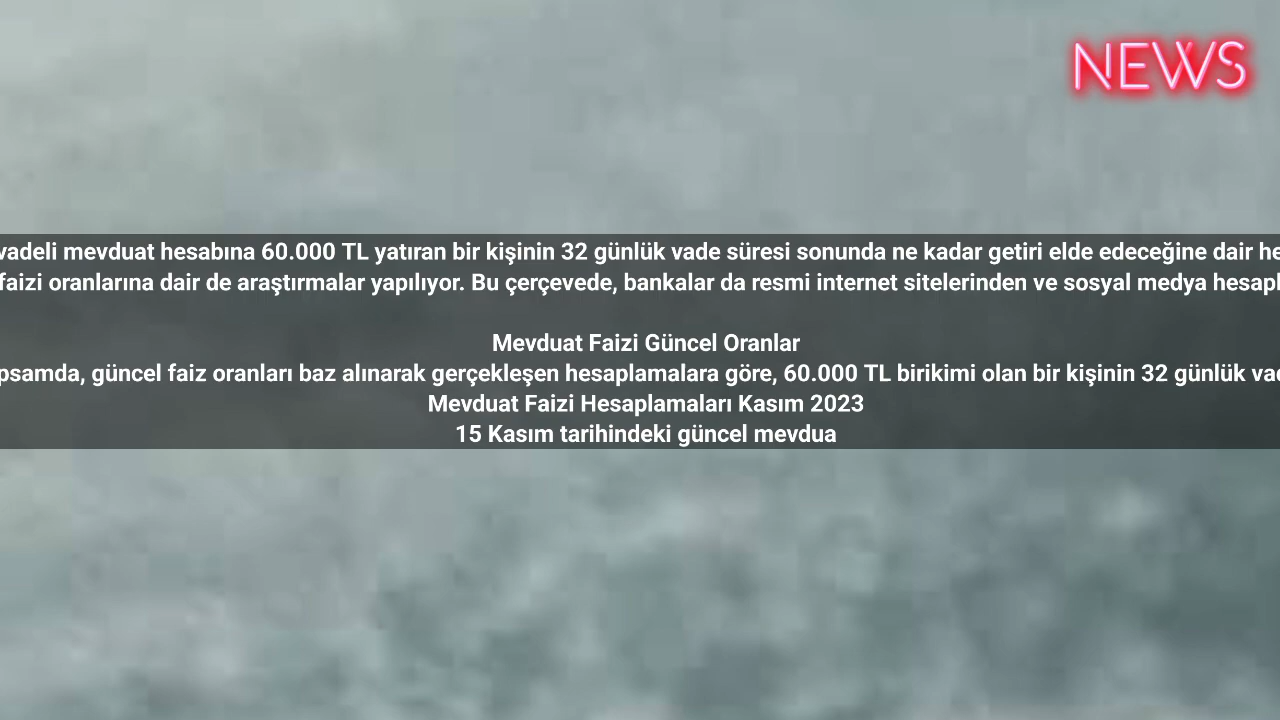 NEWS
vadeli mevduat hesabına 60.000 TL yatıran bir kişinin 32 günlük vade süresi sonunda ne kadar getiri elde edeceğine dair he
faizi oranlarına dair de araştırmalar yapılıyor. Bu çerçevede, bankalar da resmi internet sitelerinden ve sosyal medya hesapl
Mevduat Faizi Güncel Oranlar
psamda, güncel faiz oranları baz alınarak gerçekleşen hesaplamalara göre, 60.000 TL birikimi olan bir kişinin 32 günlük vad
Mevduat Faizi Hesaplamaları Kasım 2023
15 Kasım tarihindeki güncel mevdua